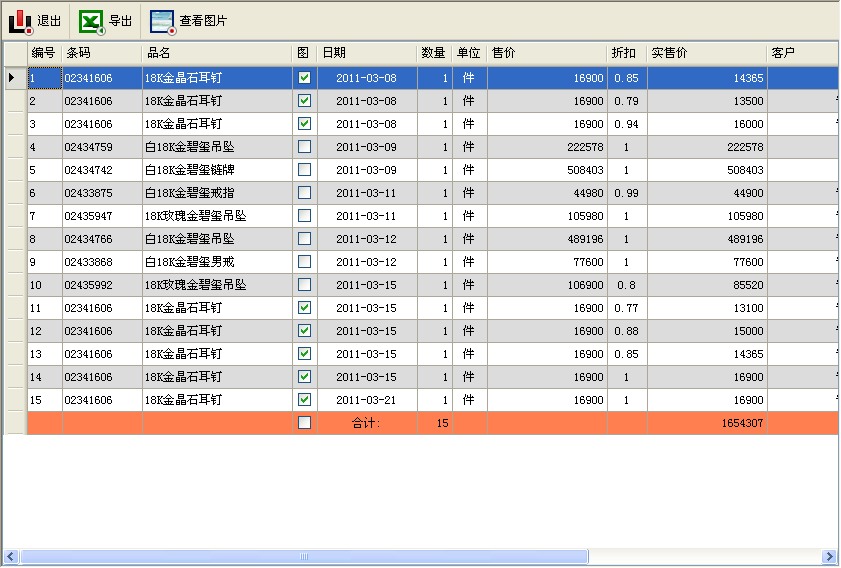 退出 导出 查看图片
编号 条码 品名 图 日期 数量 单位 售价 折扣 实售价 客户
1 02341606 18K金晶石耳钉 2011-03-08 1 件 16900 0.85 14365
2 02341606 18K金晶石耳钉 2011-03-08 1 件 16900 0.79 13500
3 02341606 18K金晶石耳钉 2011-03-08 1 件 16900 0.94 16000
4 02434759 白18K金碧玺吊坠 2011-03-09 1 件 222578 1 222578
5 02434742 白18K金碧玺链牌 2011-03-09 1 件 508403 1 508403
6 02433875 白18K金碧玺戒指 2011-03-11 1 件 44980 0.99 44900
7 02435947 18K玫瑰金碧玺吊坠 2011-03-11 1 件 105980 1 105980
8 02434766 白18K金碧玺吊坠 2011-03-12 1 件 489196 1 489196
9 02433868 白18K金碧玺男戒 2011-03-12 1 件 77600 1 77600
10 02435992 18K玫瑰金碧玺吊坠 2011-03-15 1 件 106900 0.8 85520
11 02341606 18K金晶石耳钉 2011-03-15 1 件 16900 0.77 13100
12 02341606 18K金晶石耳钉 2011-03-15 1 件 16900 0.88 15000
13 02341606 18K金晶石耳钉 2011-03-15 1 件 16900 0.85 14365
14 02341606 18K金晶石耳钉 2011-03-15 1 件 16900 1 16900
15 02341606 18K金晶石耳钉 2011-03-21 1 件 16900 1 16900
合计: 15 1654307